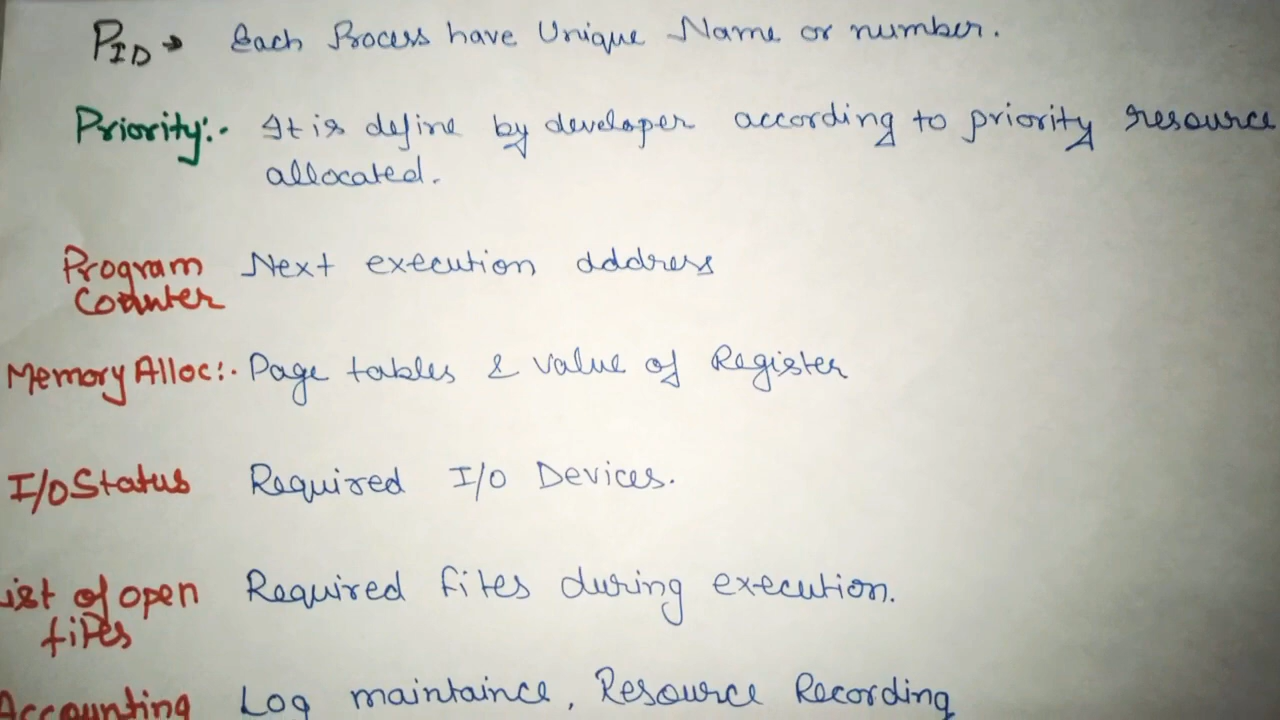 PID → Each Process have Unique Name or number.
Priority:- It is define by developer according to priority resource
allocated.
Program Next execution address
Counter
Memory Alloc:- Page tables & value of Register
I/O Status Required I/O Devices.
ist of open Required files during execution.
files
Accounting Log maintaince, Resource Recording